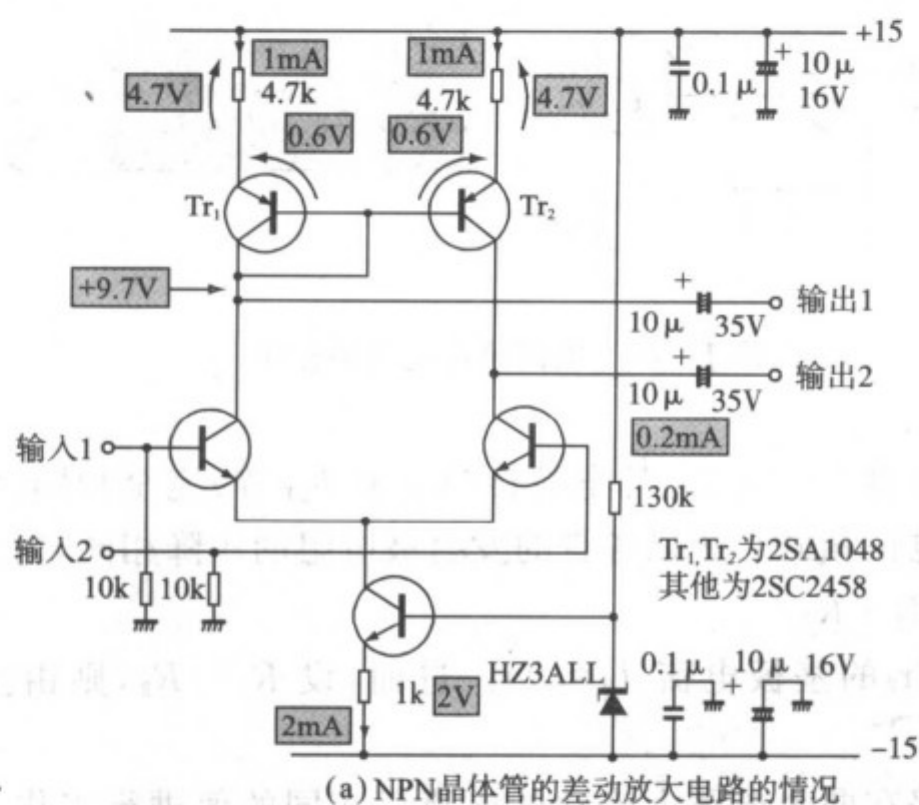 +15
1mA
1mA
+
10μ
16V
4.7V
4.7k
4.7k
4.7V
0.1μ
0.6V
0.6V
Tr₁
Tr₂
+9.7V
+
输出1
10μ
35V
+
输出2
10μ
35V
0.2mA
输入1
130k
输入2
Tr₁,Tr₂为2SA1048
其他为2SC2458
10k
10k
HZ3ALL
0.1μ
10μ
16V
+
1k
2V
2mA
-15
(a) NPN晶体管的差动放大电路的情况